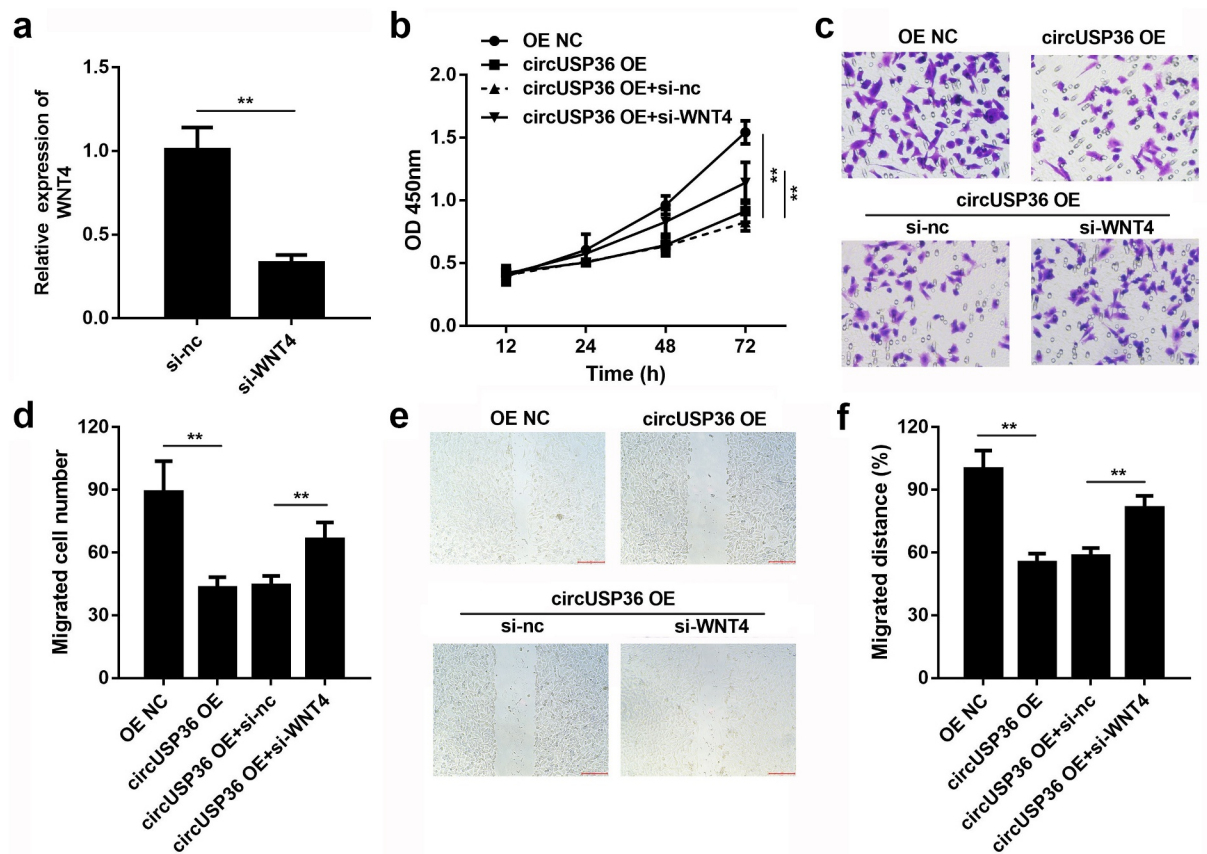 a
Relative expression of
WNT4
1.5
1.0
0.5
0.0
**
si-nc
si-WNT4
b
OE NC
circUSP36 OE
circUSP36 OE+si-nc
circUSP36 OE+si-WNT4
OD 450nm
2.0
1.5
1.0
0.5
0.0
12
24
48
72
Time (h)
**
**
c
OE NC
circUSP36 OE
circUSP36 OE
si-nc
si-WNT4
d
Migrated cell number
120
90
60
30
0
**
**
OE NC
circUSP36 OE
circUSP36 OE+si-nc
circUSP36 OE+si-WNT4
e
OE NC
circUSP36 OE
circUSP36 OE
si-nc
si-WNT4
f
Migrated distance (%)
120
90
60
30
0
**
**
OE NC
circUSP36 OE
circUSP36 OE+si-nc
circUSP36 OE+si-WNT4